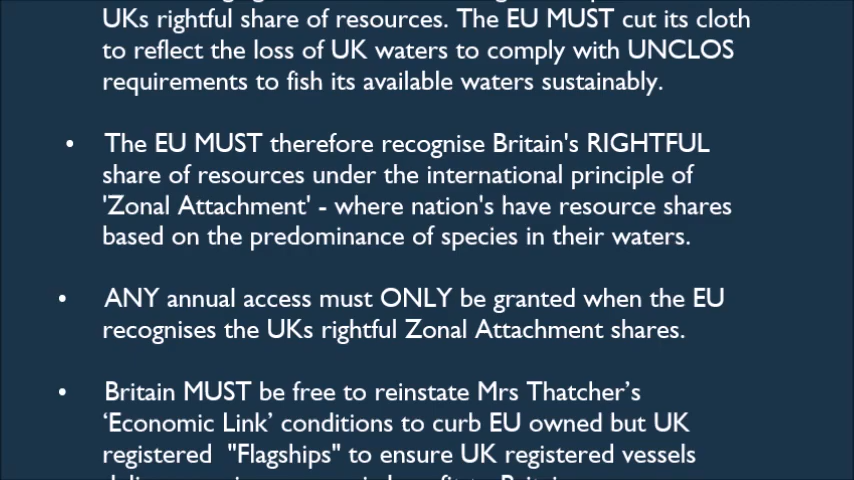 UKs rightful share of resources. The EU MUST cut its cloth
to reflect the loss of UK waters to comply with UNCLOS
requirements to fish its available waters sustainably.
• The EU MUST therefore recognise Britain's RIGHTFUL
share of resources under the international principle of
'Zonal Attachment' - where nation's have resource shares
based on the predominance of species in their waters.
• ANY annual access must ONLY be granted when the EU
recognises the UKs rightful Zonal Attachment shares.
• Britain MUST be free to reinstate Mrs Thatcher’s
‘Economic Link’ conditions to curb EU owned but UK
registered "Flagships" to ensure UK registered vessels